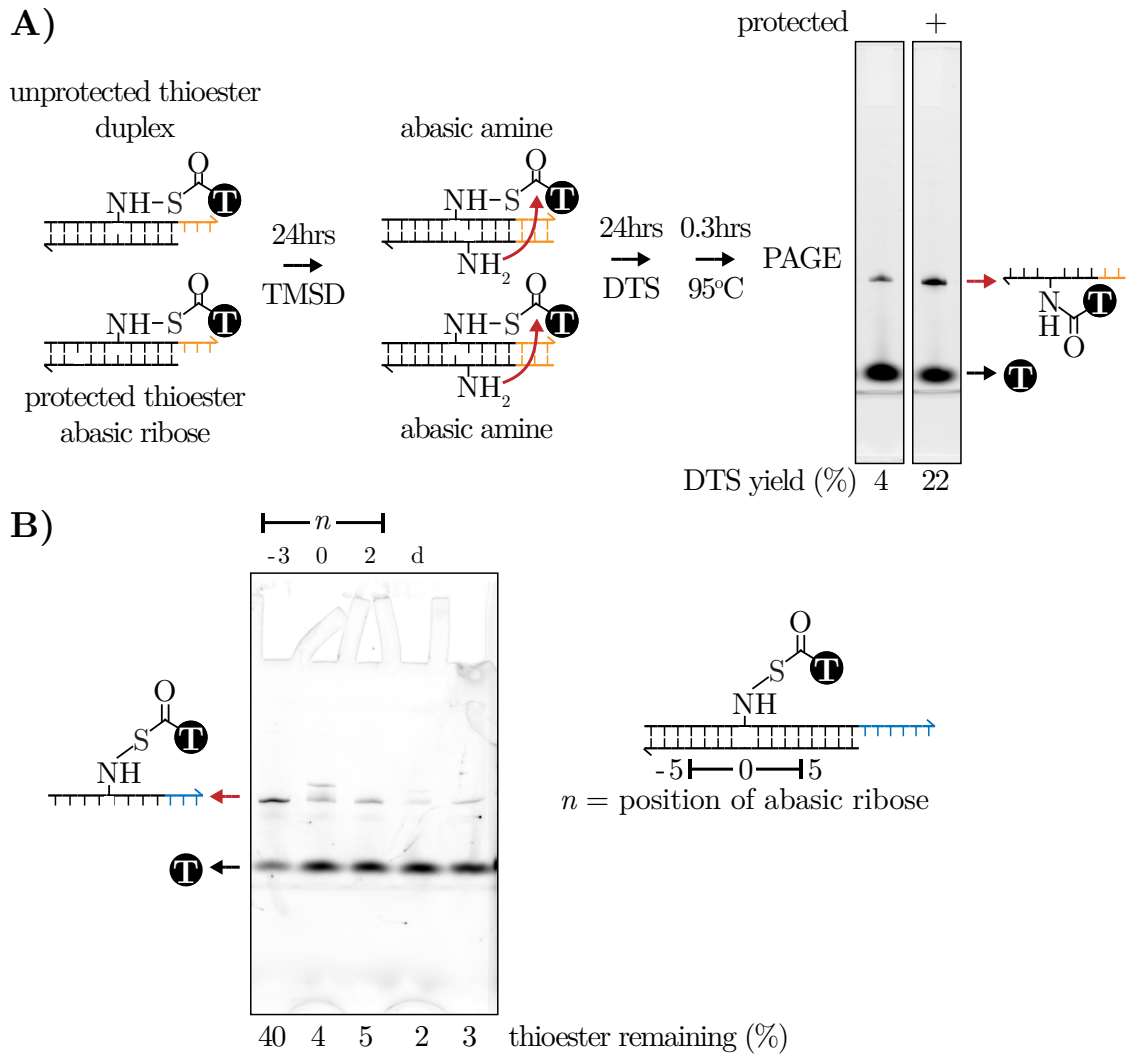 A)
protected +
unprotected thioester
duplex
abasic amine
O
NH-S
T
O
NH-S
T
24hrs
TMSD
NH₂
24hrs
DTS
0.3hrs
95°C
PAGE
O
NH-S
T
O
NH-S
T
NH₂
protected thioester
abasic ribose
abasic amine
N
H
T
O
T
DTS yield (%) 4 22
B)
n
-3 0 2 d
O
S
T
NH
T
O
S
T
NH
-5 0 5
n = position of abasic ribose
40 4 5 2 3 thioester remaining (%)